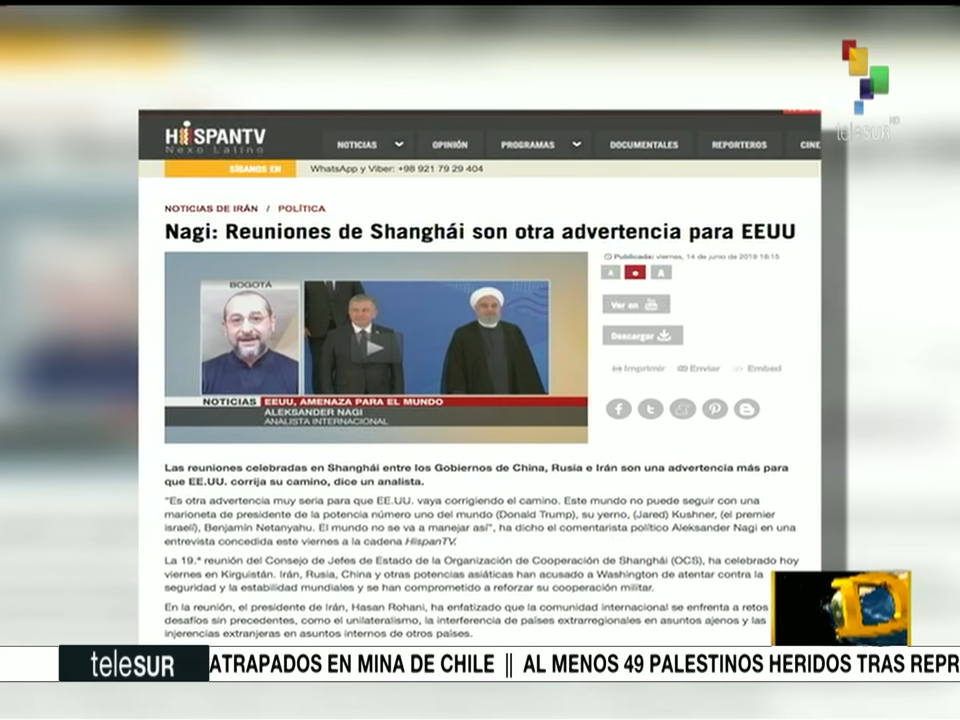 teleSUR HD
HiSPANTV
Nexo Latino
NOTICIAS
OPINIÓN
PROGRAMAS
DOCUMENTALES
REPORTEROS
CINE
SÍGANOS EN
WhatsApp y Viber: +98 921 79 29 404
NOTICIAS DE IRÁN / POLÍTICA
Nagi: Reuniones de Shanghái son otra advertencia para EEUU
Publicada: viernes, 14 de junio de 2019 16:15
A
A
Ver en
Descargar
Imprimir
Enviar
Embed
BOGOTÁ
NOTICIAS
EEUU, AMENAZA PARA EL MUNDO
ALEKSANDER NAGI
ANALISTA INTERNACIONAL
Las reuniones celebradas en Shanghái entre los Gobiernos de China, Rusia e Irán son una advertencia más para
que EE.UU. corrija su camino, dice un analista.
"Es otra advertencia muy seria para que EE.UU. vaya corrigiendo el camino. Este mundo no puede seguir con una
marioneta de presidente de la potencia número uno del mundo (Donald Trump), su yerno, (Jared) Kushner, (el premier
israelí), Benjamín Netanyahu. El mundo no se va a manejar así", ha dicho el comentarista político Aleksander Nagi en una
entrevista concedida este viernes a la cadena HispanTV.
La 19.ª reunión del Consejo de Jefes de Estado de la Organización de Cooperación de Shanghái (OCS), ha celebrado hoy
viernes en Kirguistán. Irán, Rusia, China y otras potencias asiáticas han acusado a Washington de atentar contra la
seguridad y la estabilidad mundiales y se han comprometido a reforzar su cooperación militar.
En la reunión, el presidente de Irán, Hasan Rohani, ha enfatizado que la comunidad internacional se enfrenta a retos
desafíos sin precedentes, como el unilateralismo, la interferencia de países extrarregionales en asuntos ajenos y las
injerencias extranjeras en asuntos internos de otros países.
teleSUR
ATRAPADOS EN MINA DE CHILE || AL MENOS 49 PALESTINOS HERIDOS TRAS REPR